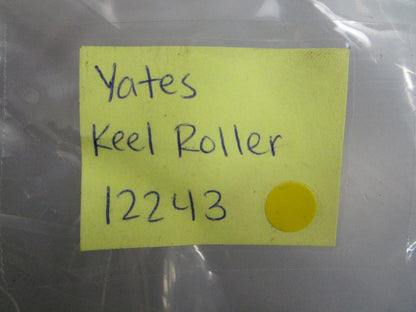 Yates
Keel Roller
12243